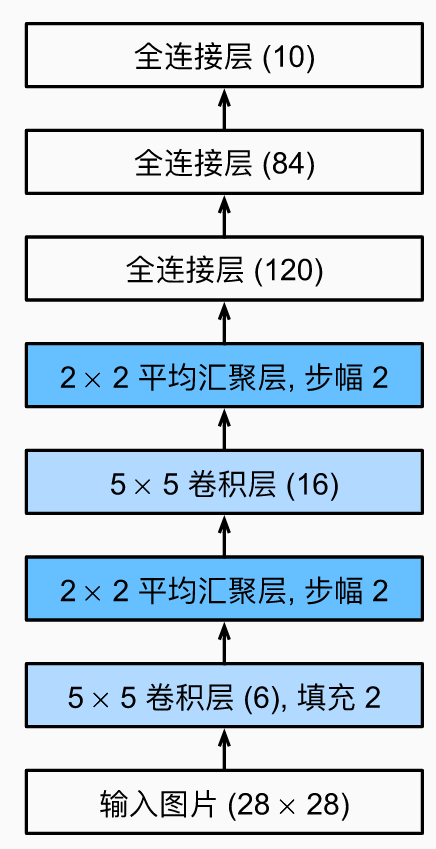 全连接层 (10)
全连接层 (84)
全连接层 (120)
2 × 2 平均汇聚层, 步幅 2
5 × 5 卷积层 (16)
2 × 2 平均汇聚层, 步幅 2
5 × 5 卷积层 (6), 填充 2
输入图片 (28 × 28)